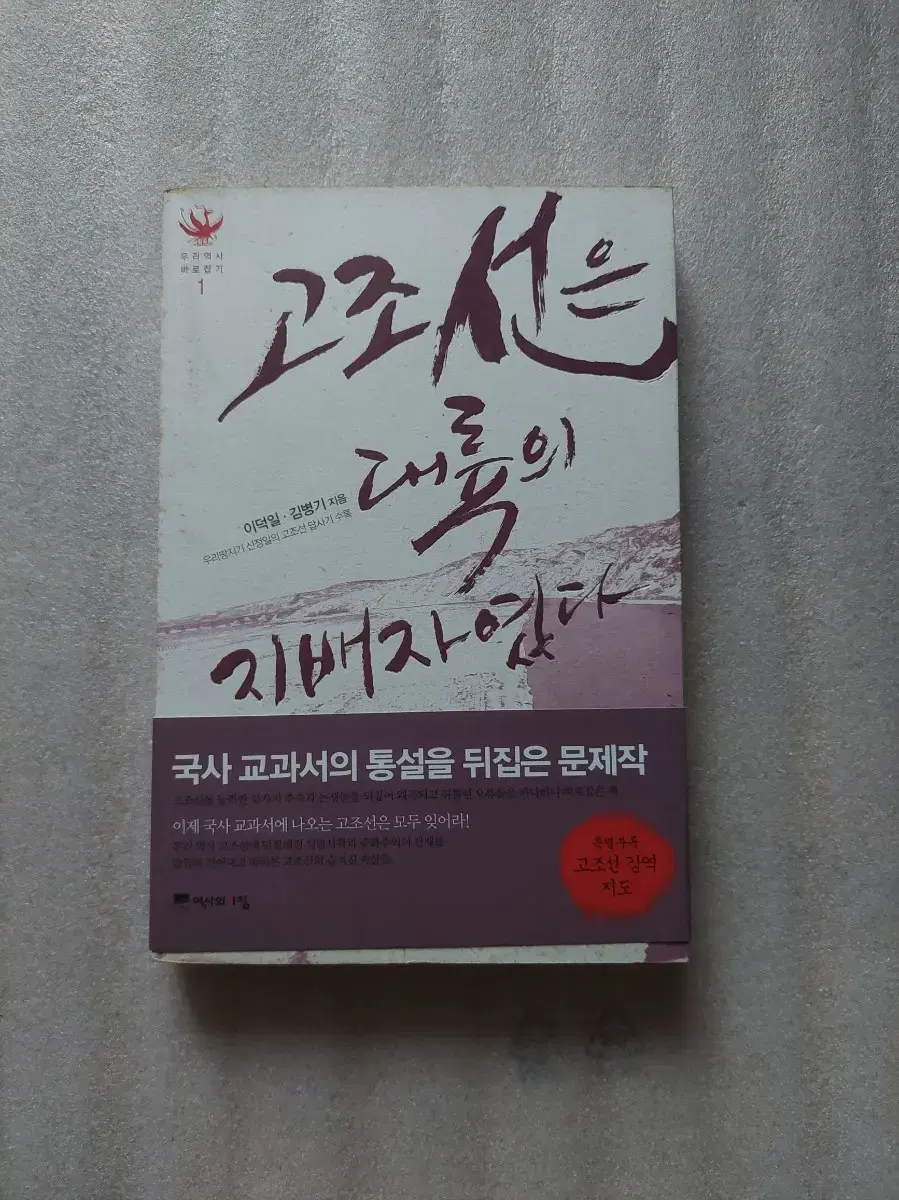 우리역사
바로잡기
1
고조선은
대륙의
지배자였다
이덕일 · 김병기 지음
우리땅지기 신정일의 고조선 답사기 수록
국사 교과서의 통설을 뒤집은 문제작
이제 국사 교과서에 나오는 고조선은 모두 잊어라!
특별부록
고조선 강역
지도
역사의아침